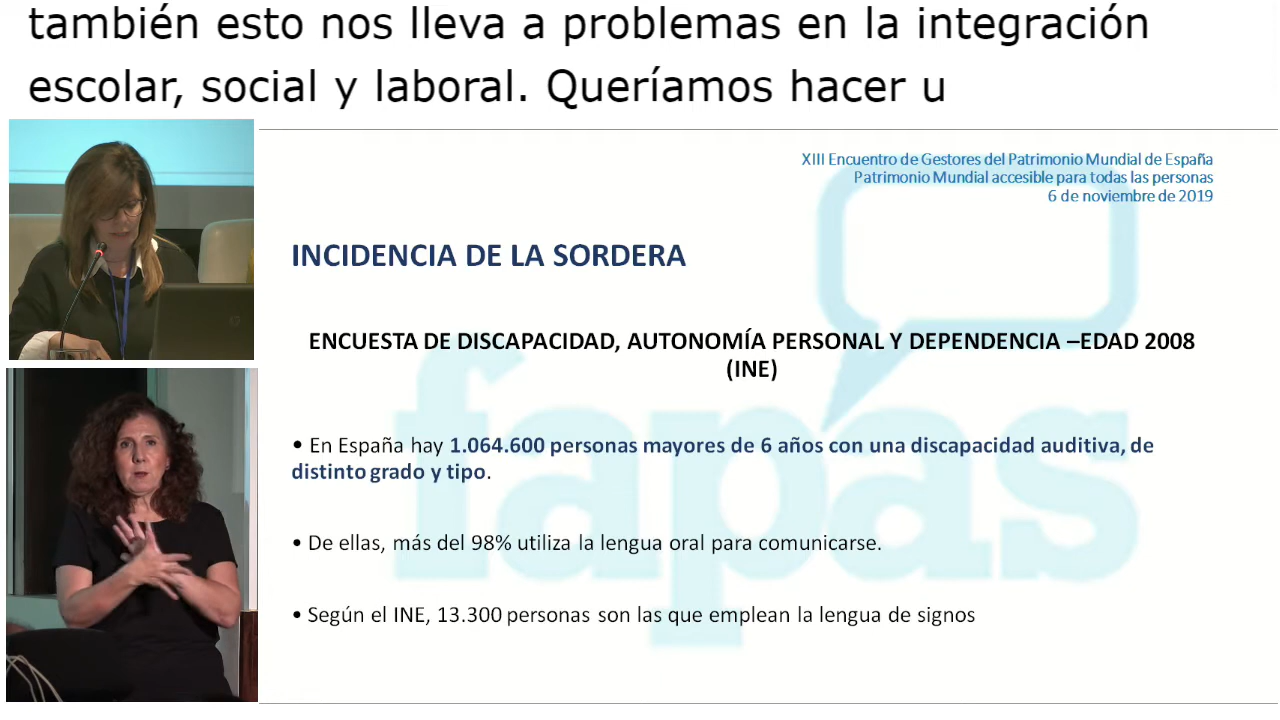 también esto nos lleva a problemas en la integración
escolar, social y laboral. Queríamos hacer u
XIII Encuentro de Gestores del Patrimonio Mundial de España
Patrimonio Mundial accesible para todas las personas
6 de noviembre de 2019
INCIDENCIA DE LA SORDERA
ENCUESTA DE DISCAPACIDAD, AUTONOMÍA PERSONAL Y DEPENDENCIA –EDAD 2008
(INE)
• En España hay 1.064.600 personas mayores de 6 años con una discapacidad auditiva, de
distinto grado y tipo.
• De ellas, más del 98% utiliza la lengua oral para comunicarse.
• Según el INE, 13.300 personas son las que emplean la lengua de signos
fapas